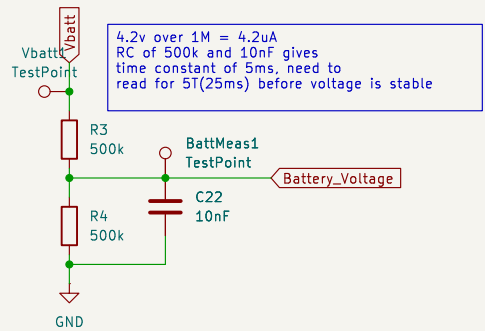 Vbatt
4.2v over 1M = 4.2uA
RC of 500k and 10nF gives
time constant of 5ms, need to
read for 5T(25ms) before voltage is stable
Vbatt1
TestPoint
R3
500k
BattMeas1
TestPoint
Battery_Voltage
C22
10nF
R4
500k
GND